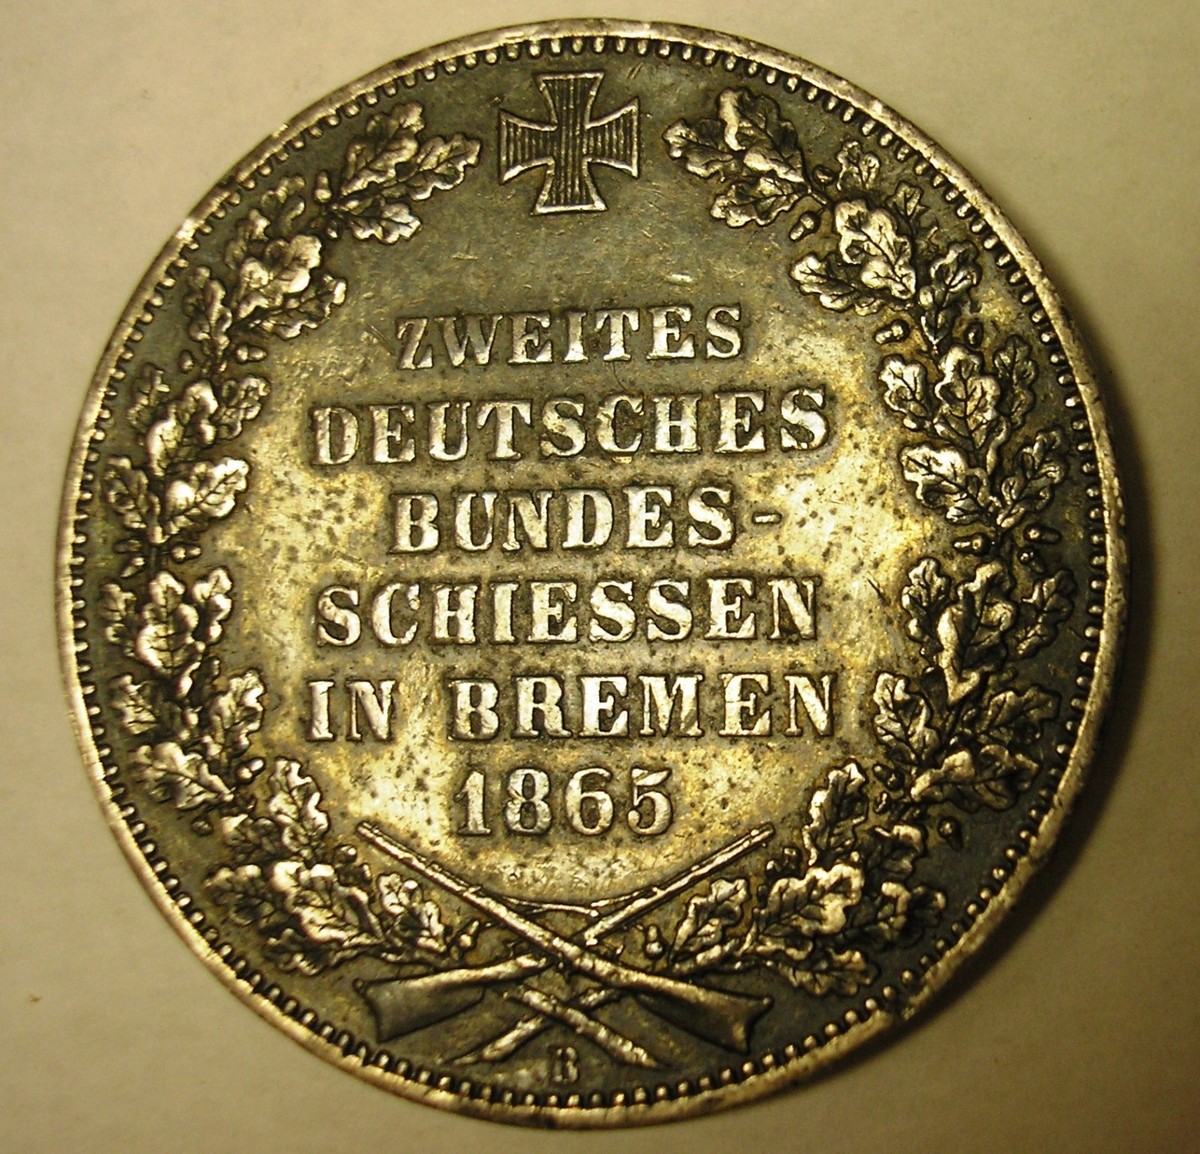 ZWEITES
DEUTSCHES
BUNDES-
SCHIESSEN
IN BREMEN
1865
B